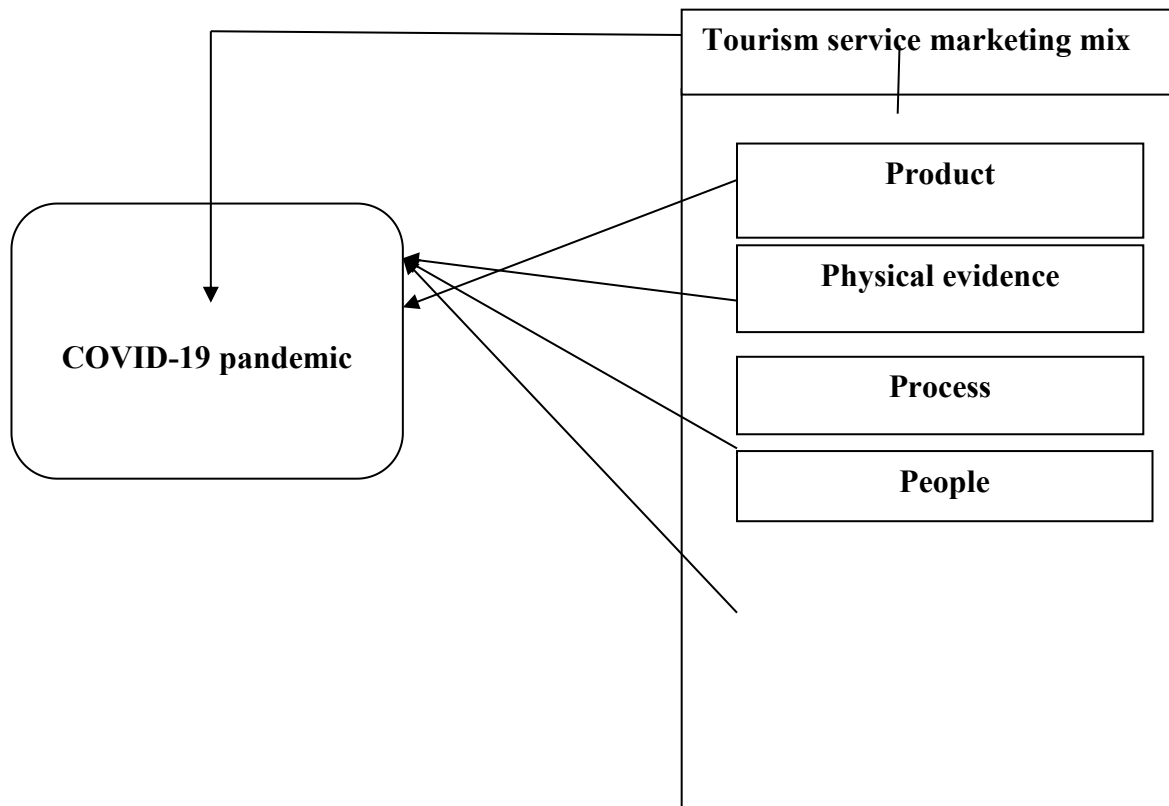 Tourism service marketing mix
Product
Physical evidence
COVID-19 pandemic
Process
People